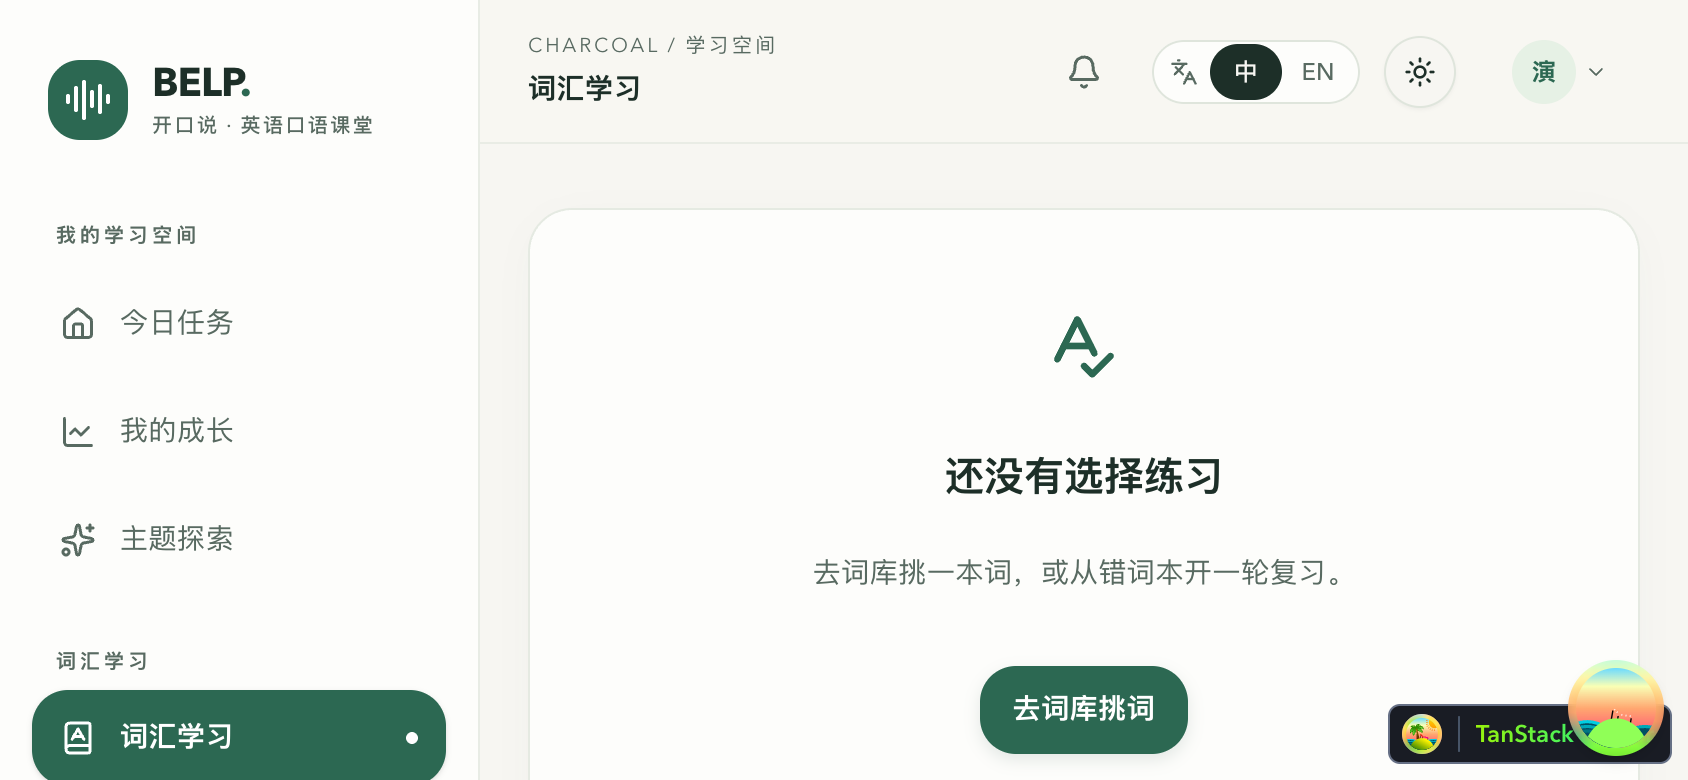 BELP.
开口说 · 英语口语课堂
我的学习空间
今日任务
我的成长
主题探索
词汇学习
词汇学习
CHARCOAL / 学习空间
词汇学习
中
EN
演
还没有选择练习
去词库挑一本词，或从错词本开一轮复习。
去词库挑词
TanStack